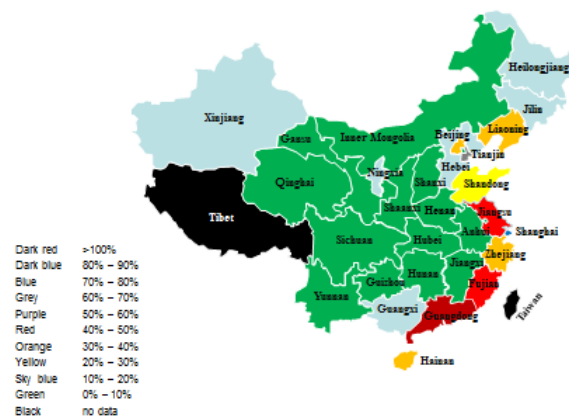 Heilongjiang
Jilin
Xinjiang
Liaoning
Beijing
Inner Mongolia
Gansu
Tianjin
Hebei
Ningxia
Shanxi
Qinghai
Shandong
Shaanxi
Henan
Jiangsu
Tibet
Anhui
Shanghai
Sichuan
Hubei
Zhejiang
Hunan
Jiangxi
Guizhou
Fujian
Yunnan
Guangxi
Guangdong
Taiwan
Hainan
Dark red >100%
Dark blue 80% – 90%
Blue 70% – 80%
Grey 60% – 70%
Purple 50% – 60%
Red 40% – 50%
Orange 30% – 40%
Yellow 20% – 30%
Sky blue 10% – 20%
Green 0% – 10%
Black no data